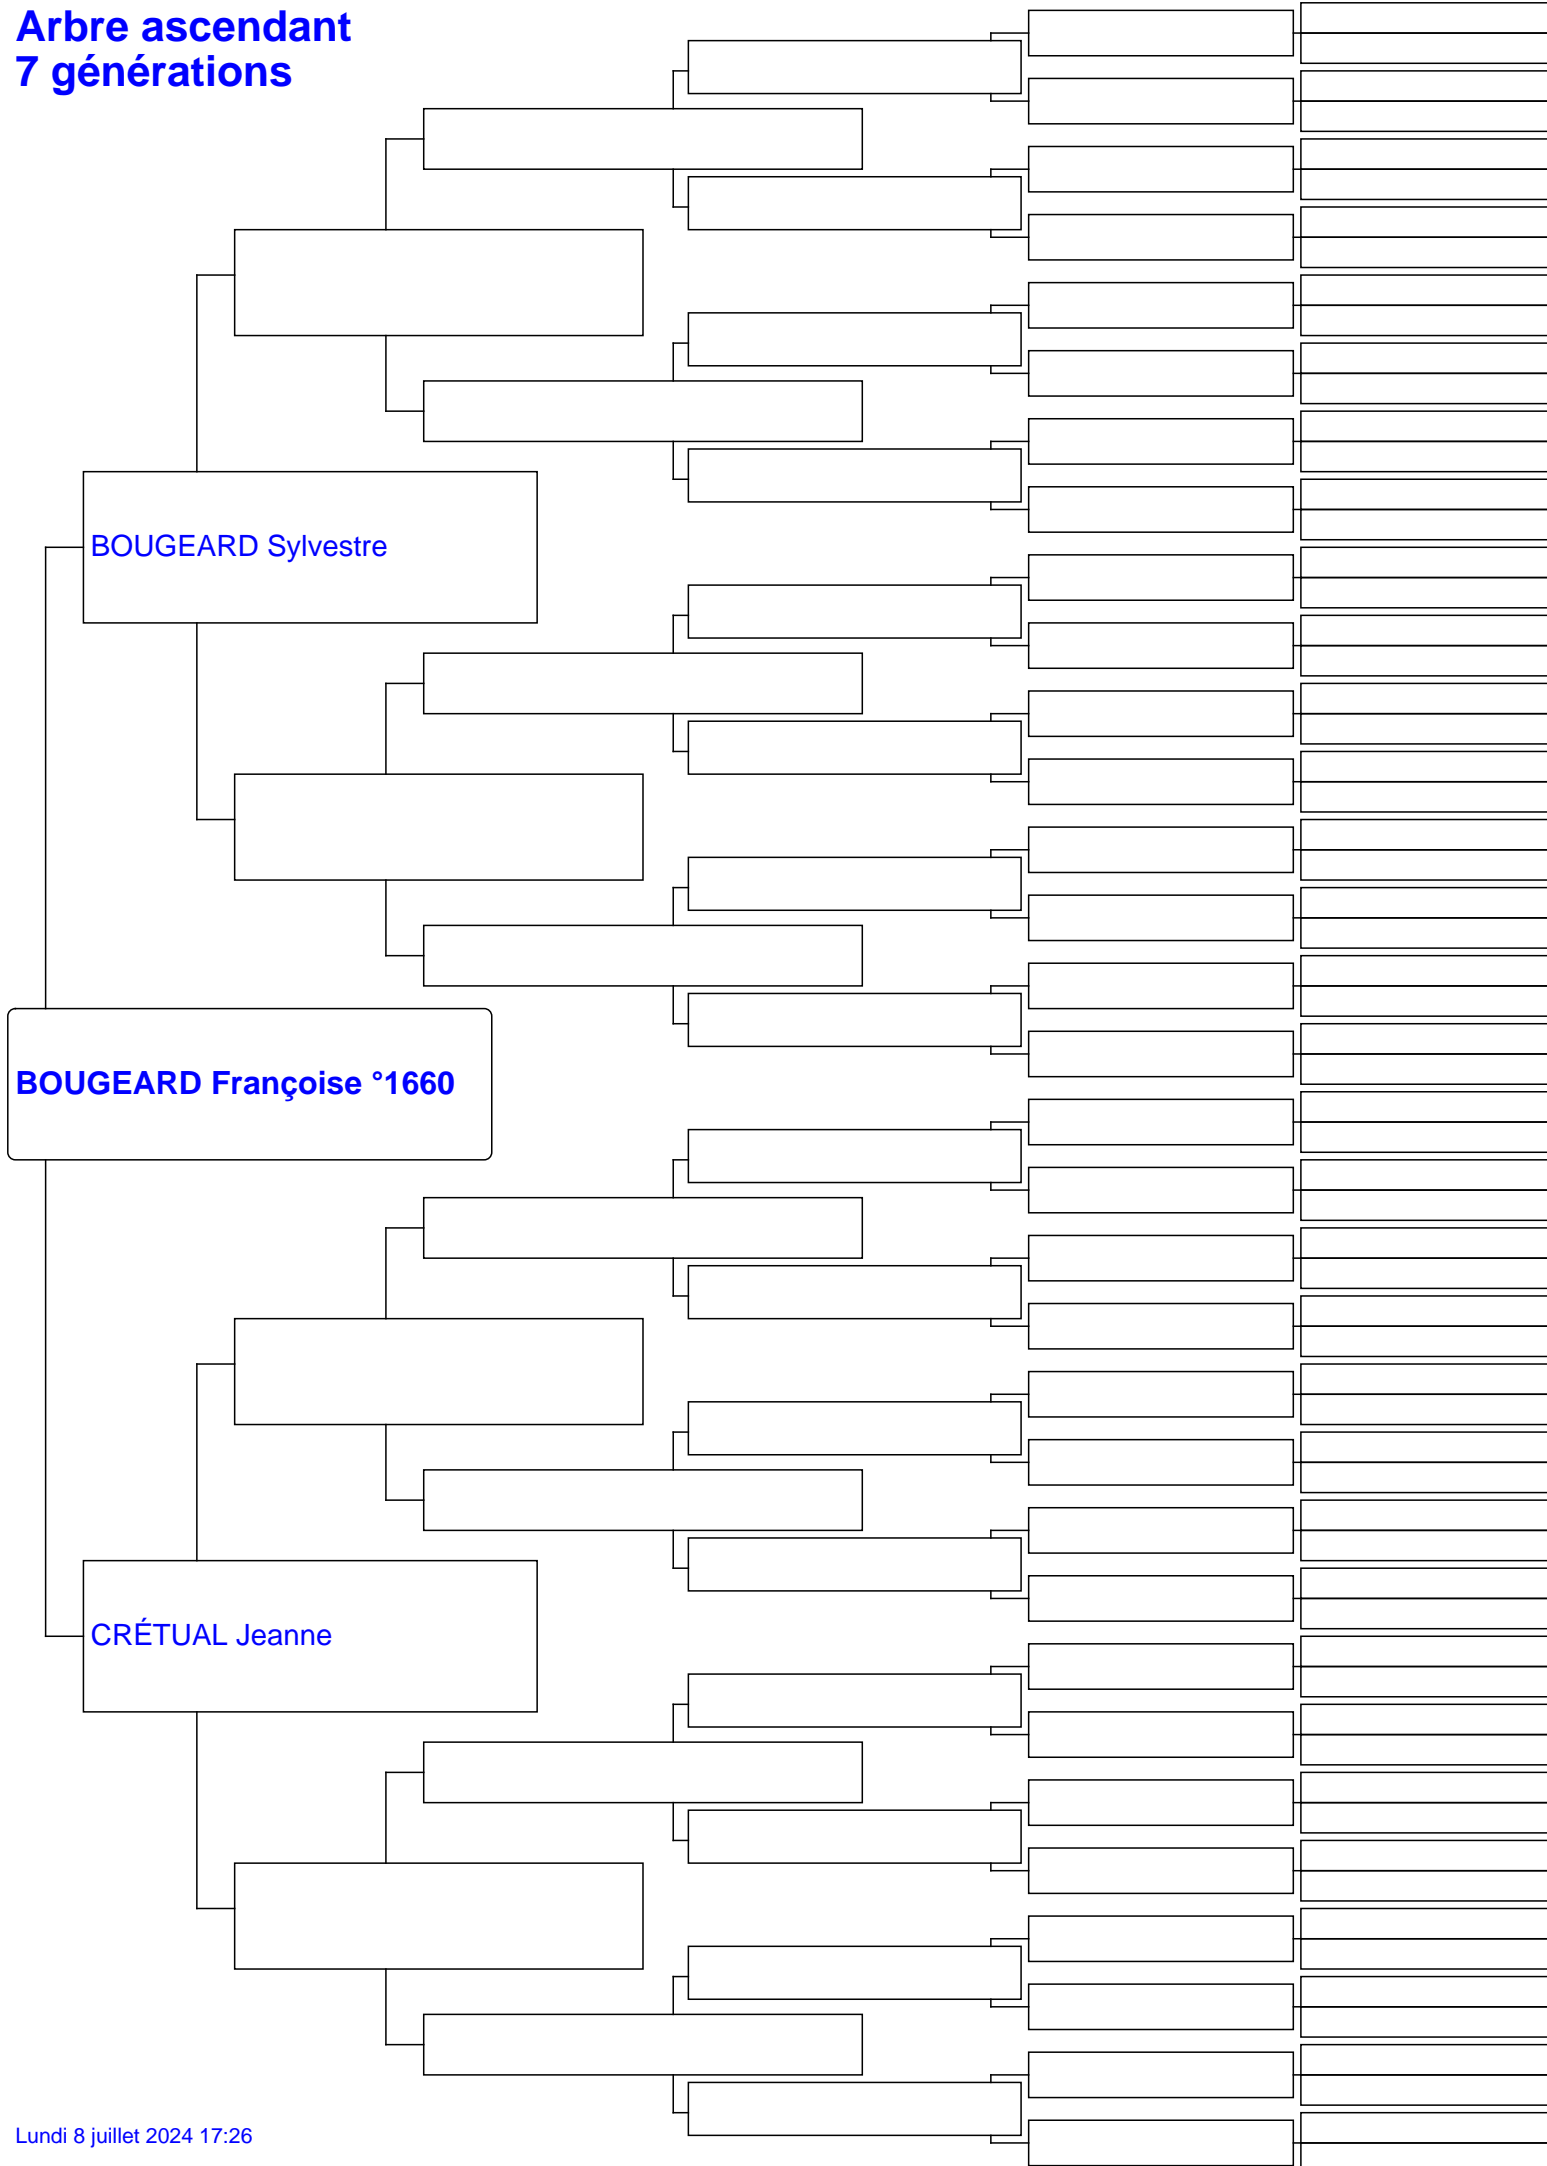 Arbre ascendant
7 générations
BOUGEARD Sylvestre
BOUGEARD Françoise °1660
CRÉTUAL Jeanne
Lundi 8 juillet 2024 17:26